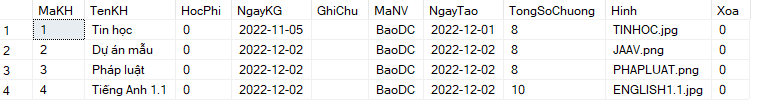 MaKH TenKH HocPhi NgayKG GhiChu MaNV NgayTao TongSoChuong Hinh Xoa
1 1 Tin học 0 2022-11-05 BaoDC 2022-12-01 8 TINHOC.jpg 0
2 2 Dự án mẫu 0 2022-12-02 BaoDC 2022-12-02 8 JAAV.png 0
3 3 Pháp luật 0 2022-12-02 BaoDC 2022-12-02 8 PHAPLUAT.png 0
4 4 Tiếng Anh 1.1 0 2022-12-02 BaoDC 2022-12-02 10 ENGLISH1.1.jpg 0